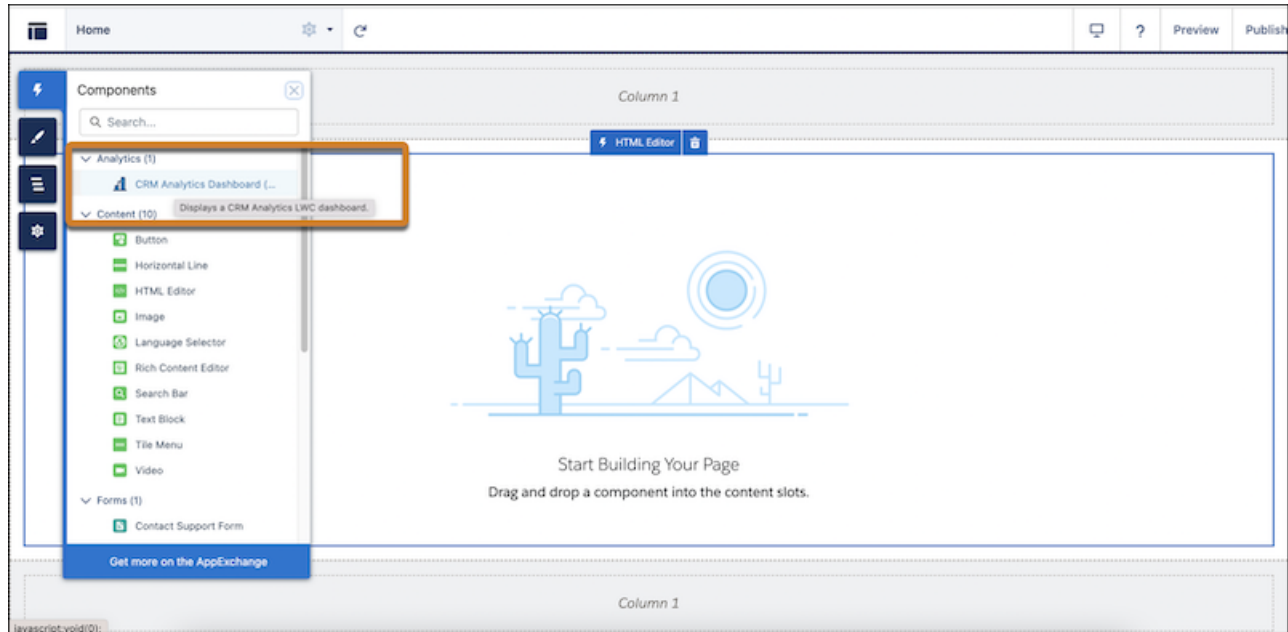 Home
?
Preview
Publish
Components
Search...
Analytics (1)
CRM Analytics Dashboard (...
Displays a CRM Analytics LWC dashboard.
Content (10)
Button
Horizontal Line
HTML Editor
Image
Language Selector
Rich Content Editor
Search Bar
Text Block
Tile Menu
Video
Forms (1)
Contact Support Form
Get more on the AppExchange
Column 1
HTML Editor
Start Building Your Page
Drag and drop a component into the content slots.
Column 1
javascript:void(0);